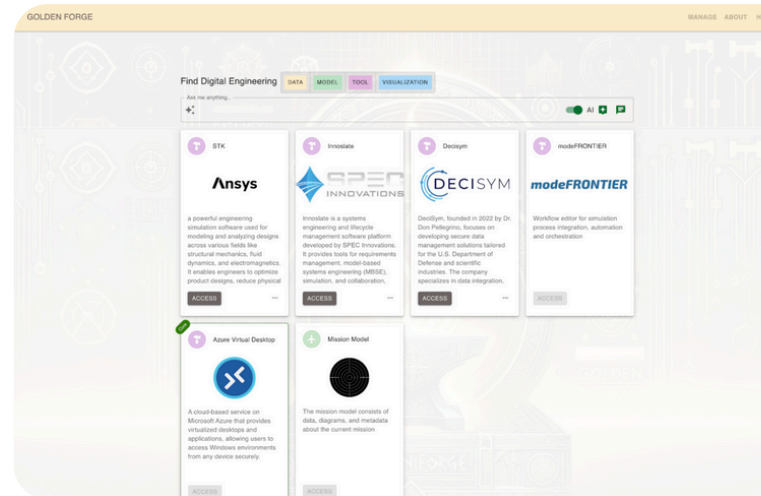 GOLDEN FORGE
MANAGE ABOUT
Find Digital Engineering DATA MODEL TOOL VISUALIZATION
Ask me anything...
AI
STK
Ansys
a powerful engineering
simulation software used for
modeling and analyzing designs
across various fields like
structural mechanics, fluid
dynamics, and electromagnetics.
It enables engineers to optimize
product designs, reduce physical
ACCESS
Innoslate
SPEC
INNOVATIONS
Innoslate is a systems
engineering and lifecycle
management software platform
developed by SPEC Innovations.
It provides tools for requirements
management, model-based
systems engineering (MBSE),
simulation, and collaboration,
ACCESS
Decisym
DECISYM
DeciSym, founded in 2022 by Dr.
Don Pellegrino, focuses on
developing secure data
management solutions tailored
for the U.S. Department of
Defense and scientific
industries. The company
specializes in data integration,
ACCESS
modeFRONTIER
modeFRONTIER
Workflow editor for simulation
process integration, automation
and orchestration
ACCESS
Azure Virtual Desktop
A cloud-based service on
Microsoft Azure that provides
virtualized desktops and
applications, allowing users to
access Windows environments
from any device securely.
ACCESS
Mission Model
The mission model consists of
data, diagrams, and metadata
about the current mission
ACCESS